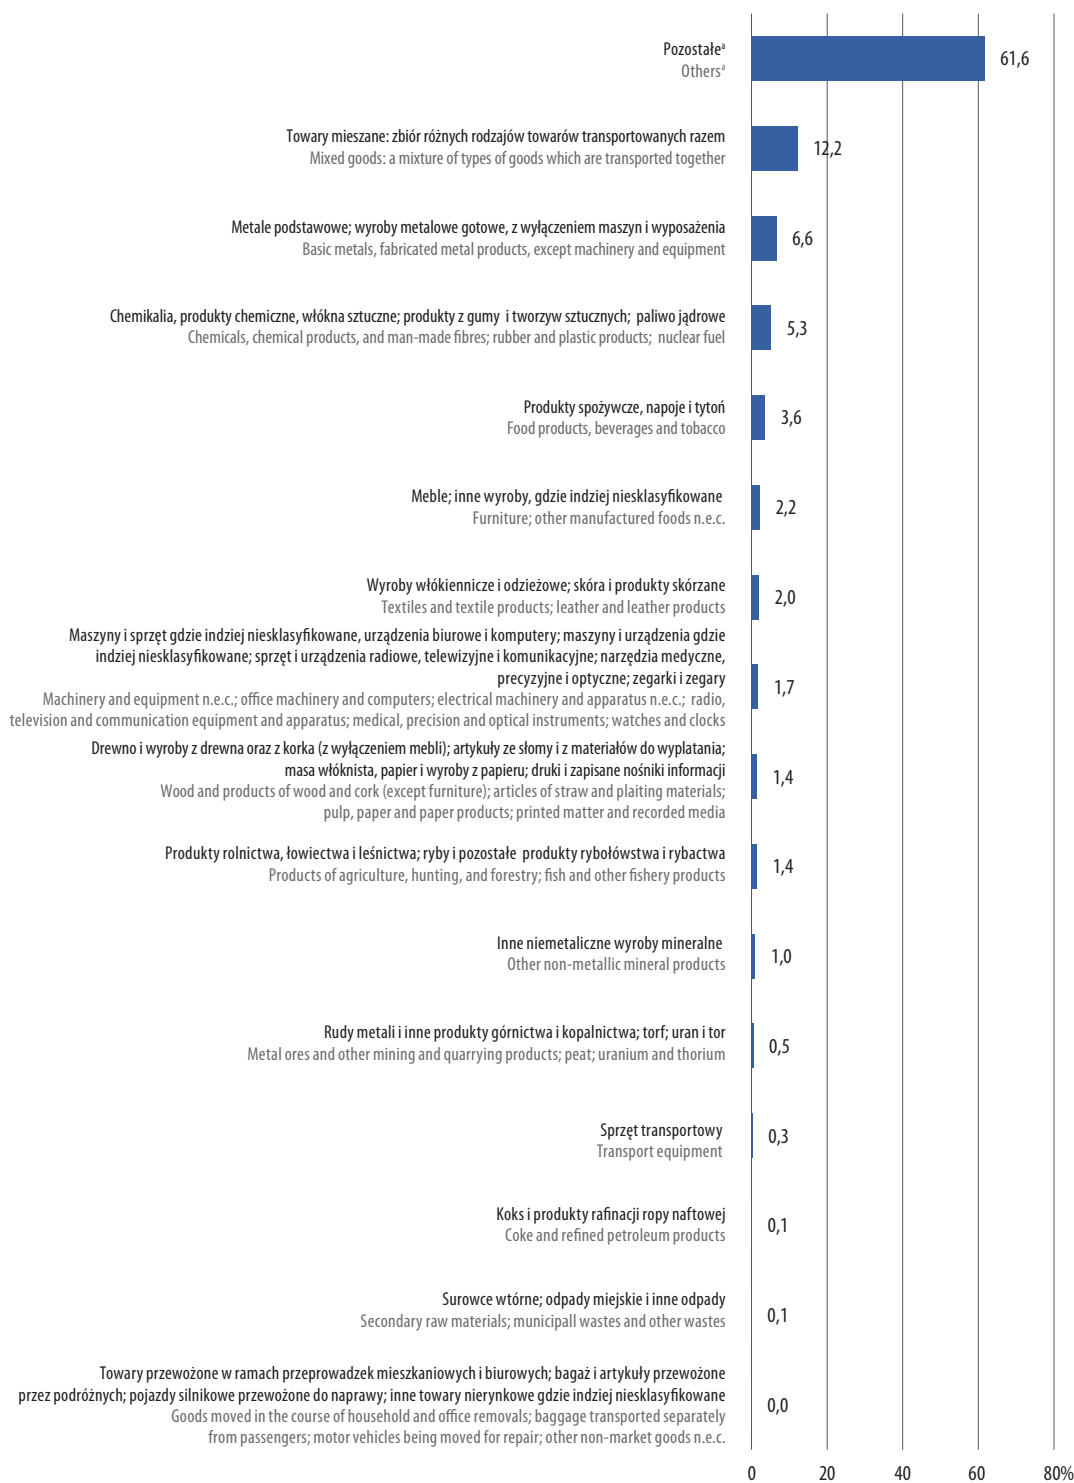 Pozostałeª
Othersª
61,6
Towary mieszane: zbiór różnych rodzajów towarów transportowanych razem
Mixed goods: a mixture of types of goods which are transported together
12,2
Metale podstawowe; wyroby metalowe gotowe, z wyłączeniem maszyn i wyposażenia
Basic metals, fabricated metal products, except machinery and equipment
6,6
Chemikalia, produkty chemiczne, włókna sztuczne; produkty z gumy i tworzyw sztucznych; paliwo jądrowe
Chemicals, chemical products, and man-made fibres; rubber and plastic products; nuclear fuel
5,3
Produkty spożywcze, napoje i tytoń
Food products, beverages and tobacco
3,6
Meble; inne wyroby, gdzie indziej niesklasyfikowane
Furniture; other manufactured foods n.e.c.
2,2
Wyroby włókiennicze i odzieżowe; skóra i produkty skórzane
Textiles and textile products; leather and leather products
2,0
Maszyny i sprzęt gdzie indziej niesklasyfikowane, urządzenia biurowe i komputery; maszyny i urządzenia gdzie
indziej niesklasyfikowane; sprzęt i urządzenia radiowe, telewizyjne i komunikacyjne; narzędzia medyczne,
precyzyjne i optyczne; zegarki i zegary
Machinery and equipment n.e.c.; office machinery and computers; electrical machinery and apparatus n.e.c.; radio,
television and communication equipment and apparatus; medical, precision and optical instruments; watches and clocks
1,7
Drewno i wyroby z drewna oraz z korka (z wyłączeniem mebli); artykuły ze słomy i z materiałów do wyplatania;
masa włóknista, papier i wyroby z papieru; druki i zapisane nośniki informacji
Wood and products of wood and cork (except furniture); articles of straw and plaiting materials;
pulp, paper and paper products; printed matter and recorded media
1,4
Produkty rolnictwa, łowiectwa i leśnictwa; ryby i pozostałe produkty rybołówstwa i rybactwa
Products of agriculture, hunting, and forestry; fish and other fishery products
1,4
Inne niemetaliczne wyroby mineralne
Other non-metallic mineral products
1,0
Rudy metali i inne produkty górnictwa i kopalnictwa; torf; uran i tor
Metal ores and other mining and quarrying products; peat; uranium and thorium
0,5
Sprzęt transportowy
Transport equipment
0,3
Koks i produkty rafinacji ropy naftowej
Coke and refined petroleum products
0,1
Surowce wtórne; odpady miejskie i inne odpady
Secondary raw materials; municipall wastes and other wastes
0,1
Towary przewożone w ramach przeprowadzek mieszkaniowych i biurowych; bagaż i artykuły przewożone
przez podróżnych; pojazdy silnikowe przewożone do naprawy; inne towary nierynkowe gdzie indziej niesklasyfikowane
Goods moved in the course of household and office removals; baggage transported separately
from passengers; motor vehicles being moved for repair; other non-market goods n.e.c.
0,0
0 20 40 60 80%